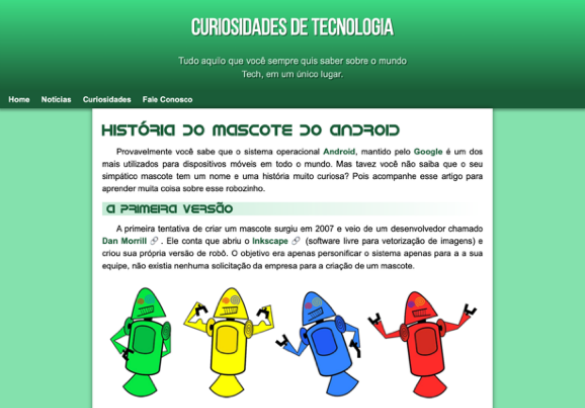 CURIOSIDADES DE TECNOLOGIA
Tudo aquilo que você sempre quis saber sobre o mundo
Tech, em um único lugar.
Home Notícias Curiosidades Fale Conosco
HISTÓRIA DO MASCOTE DO ANDROID
Provavelmente você sabe que o sistema operacional Android, mantido pelo Google é um dos
mais utilizados para dispositivos móveis em todo o mundo. Mas tavez você não saiba que o seu
simpático mascote tem um nome e uma história muito curiosa? Pois acompanhe esse artigo para
aprender muita coisa sobre esse robozinho.
A PRIMEIRA VERSÃO
A primeira tentativa de criar um mascote surgiu em 2007 e veio de um desenvolvedor chamado
Dan Morrill . Ele conta que abriu o Inkscape (software livre para vetorização de imagens) e
criou sua própria versão de robô. O objetivo era apenas personificar o sistema apenas para a a sua
equipe, não existia nenhuma solicitação da empresa para a criação de um mascote.